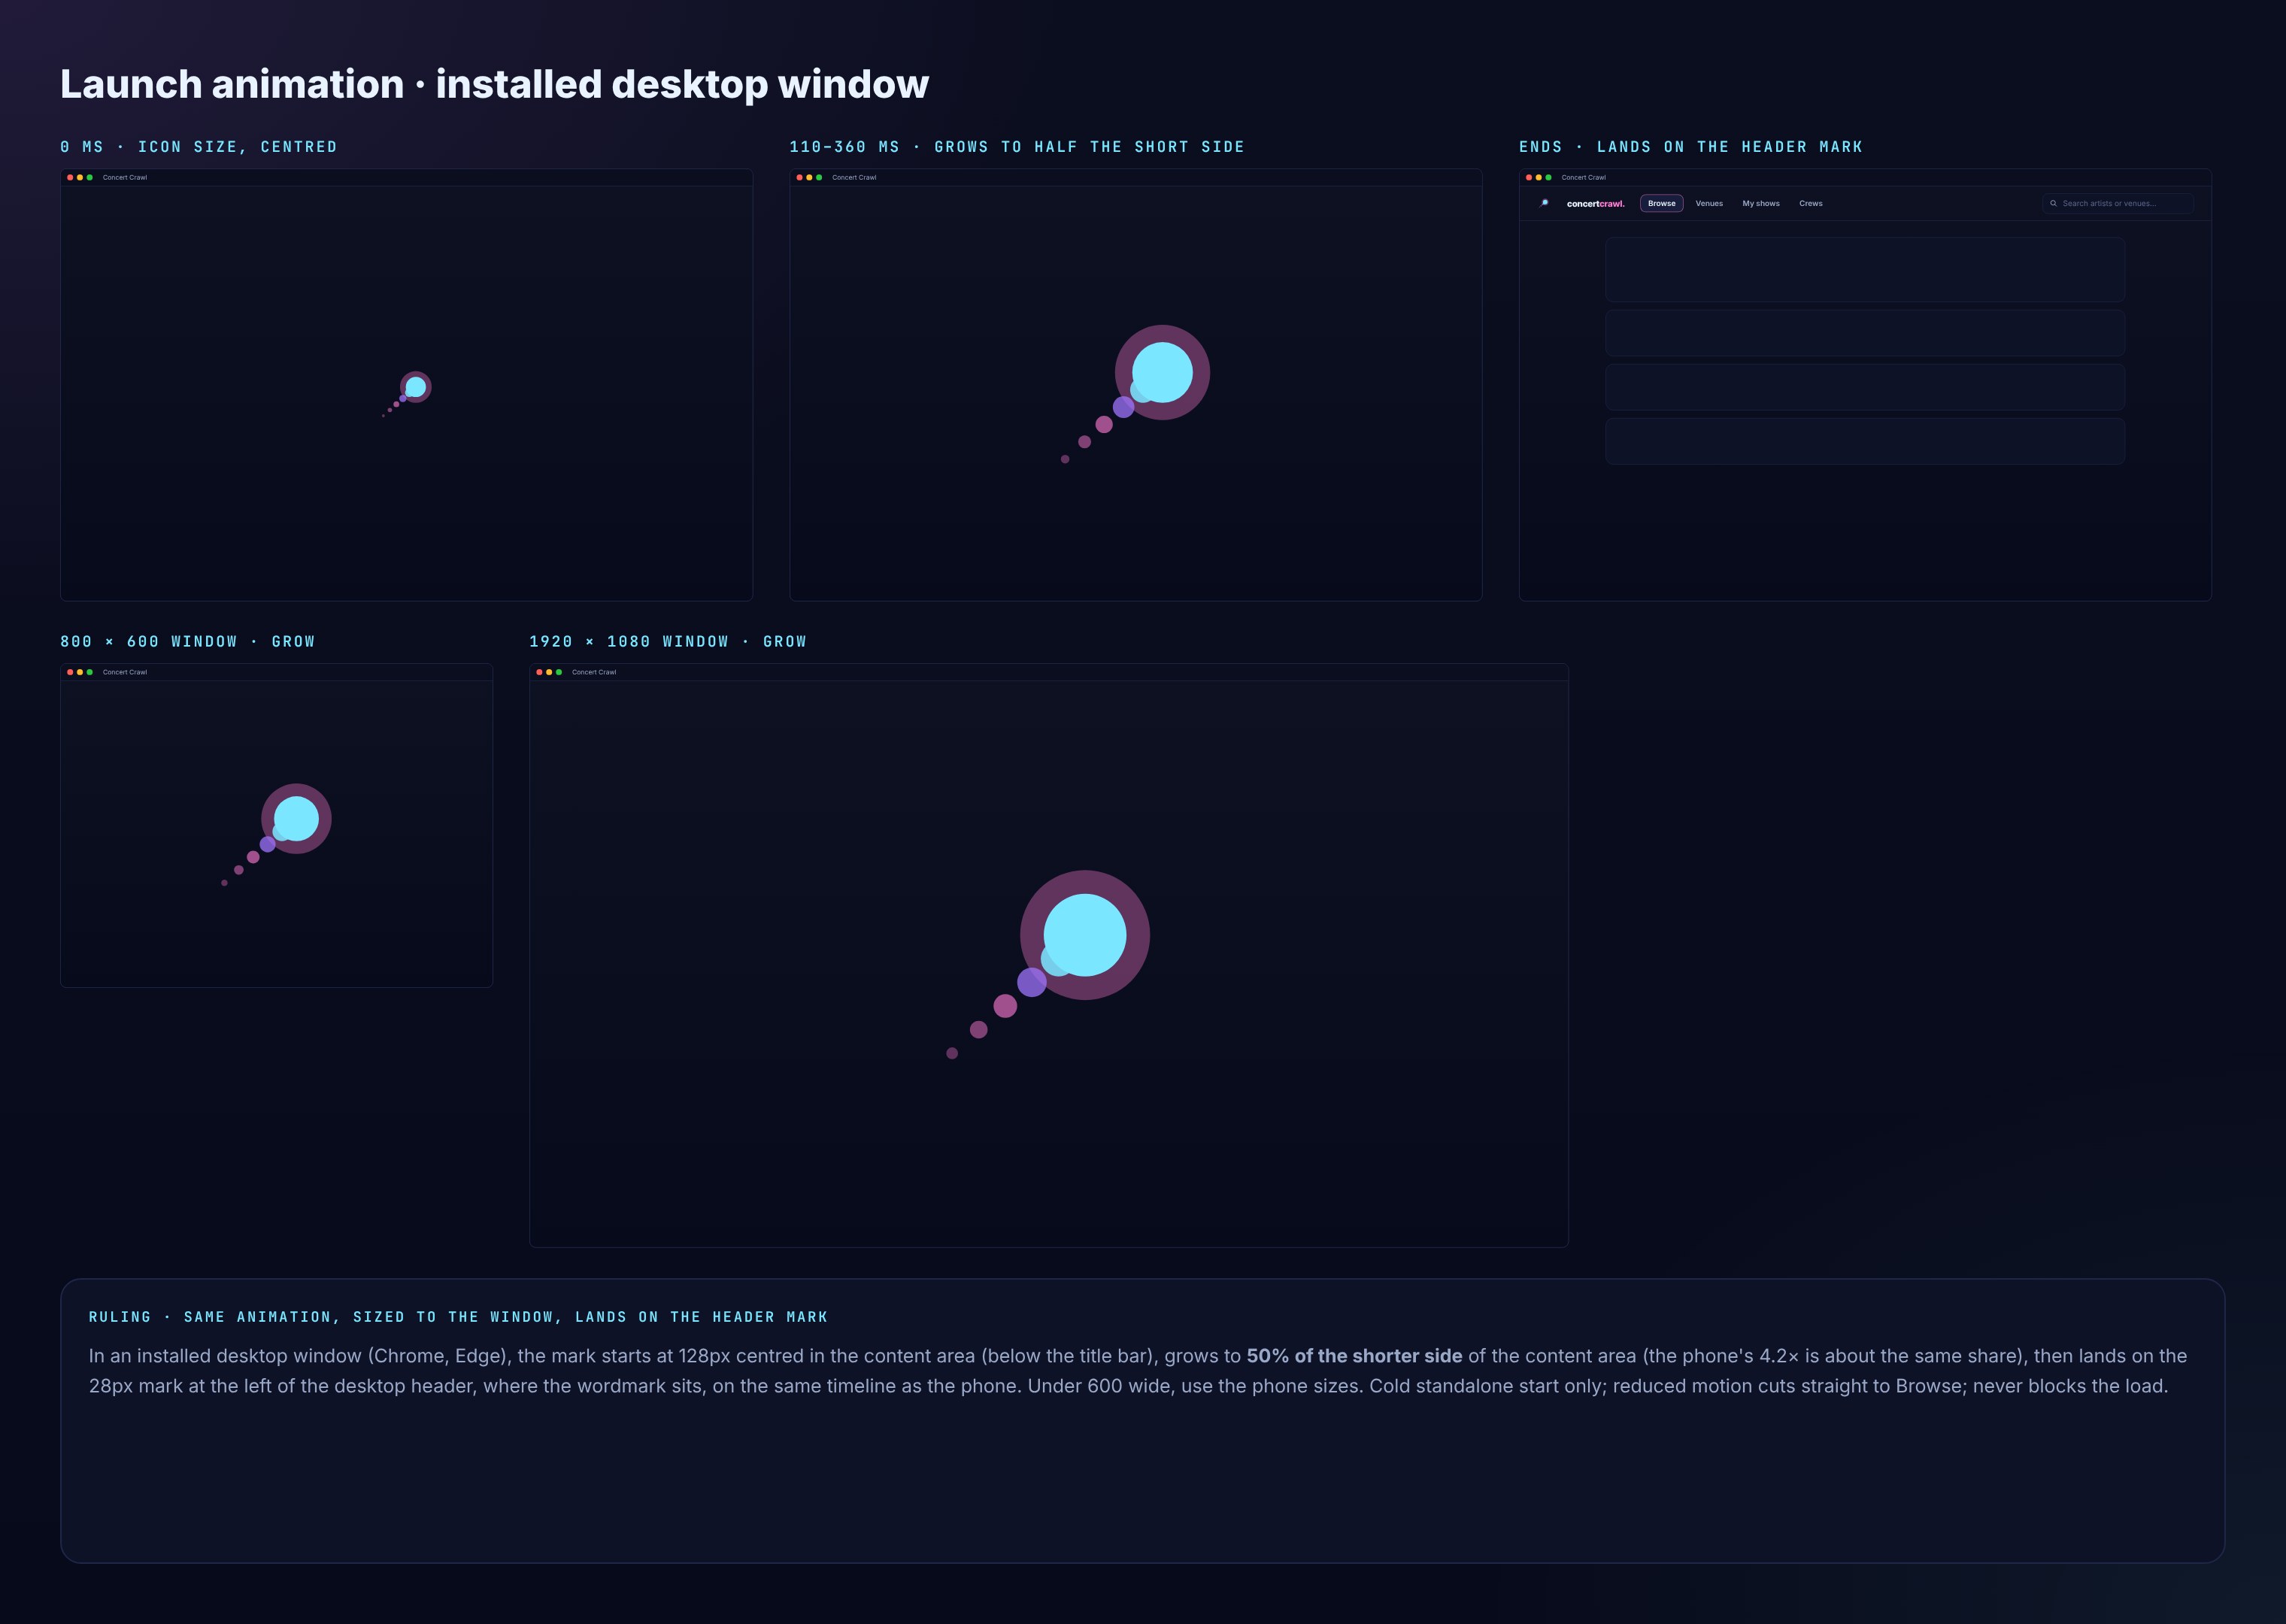 Launch animation · installed desktop window
0 MS · ICON SIZE, CENTRED
110–360 MS · GROWS TO HALF THE SHORT SIDE
ENDS · LANDS ON THE HEADER MARK
Concert Crawl
Concert Crawl
Concert Crawl
concertcrawl. Browse Venues My shows Crews Search artists or venues...
800 × 600 WINDOW · GROW
1920 × 1080 WINDOW · GROW
Concert Crawl
Concert Crawl
RULING · SAME ANIMATION, SIZED TO THE WINDOW, LANDS ON THE HEADER MARK
In an installed desktop window (Chrome, Edge), the mark starts at 128px centred in the content area (below the title bar), grows to 50% of the shorter side of the content area (the phone's 4.2× is about the same share), then lands on the
28px mark at the left of the desktop header, where the wordmark sits, on the same timeline as the phone. Under 600 wide, use the phone sizes. Cold standalone start only; reduced motion cuts straight to Browse; never blocks the load.